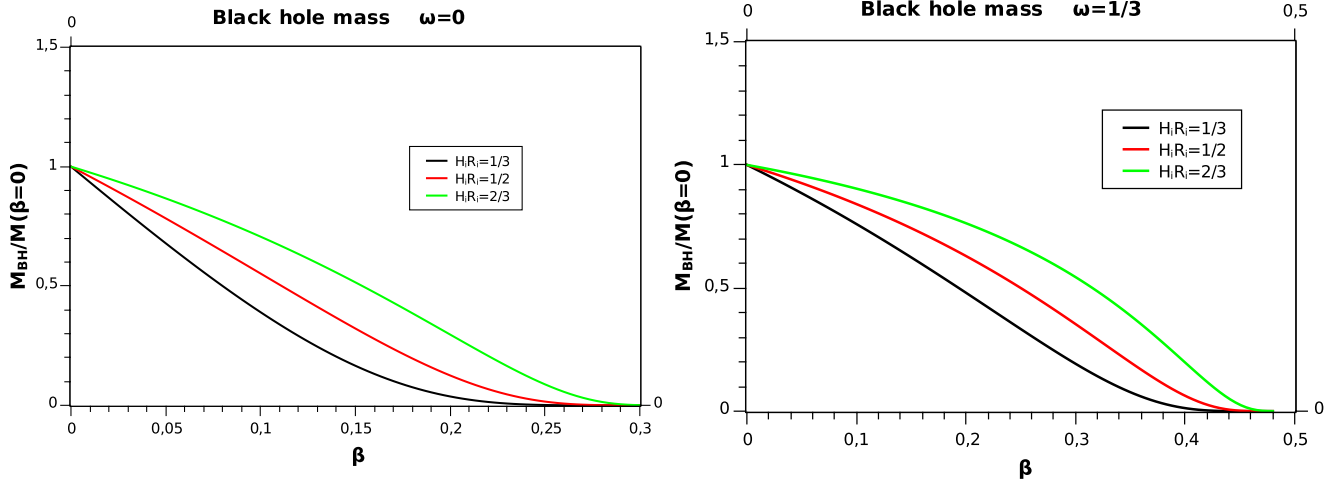 Black hole mass ω=0
0
1,5
1
0,5
0
0
0,05
0,1
0,15
0,2
0,25
0,3
0
M_BH/M(β=0)
β
HᵢRᵢ=1/3
HᵢRᵢ=1/2
HᵢRᵢ=2/3
Black hole mass ω=1/3
0
0,5
1,5
1
0,5
0
0
0,1
0,2
0,3
0,4
0,5
0
M_BH/M(β=0)
β
HᵢRᵢ=1/3
HᵢRᵢ=1/2
HᵢRᵢ=2/3